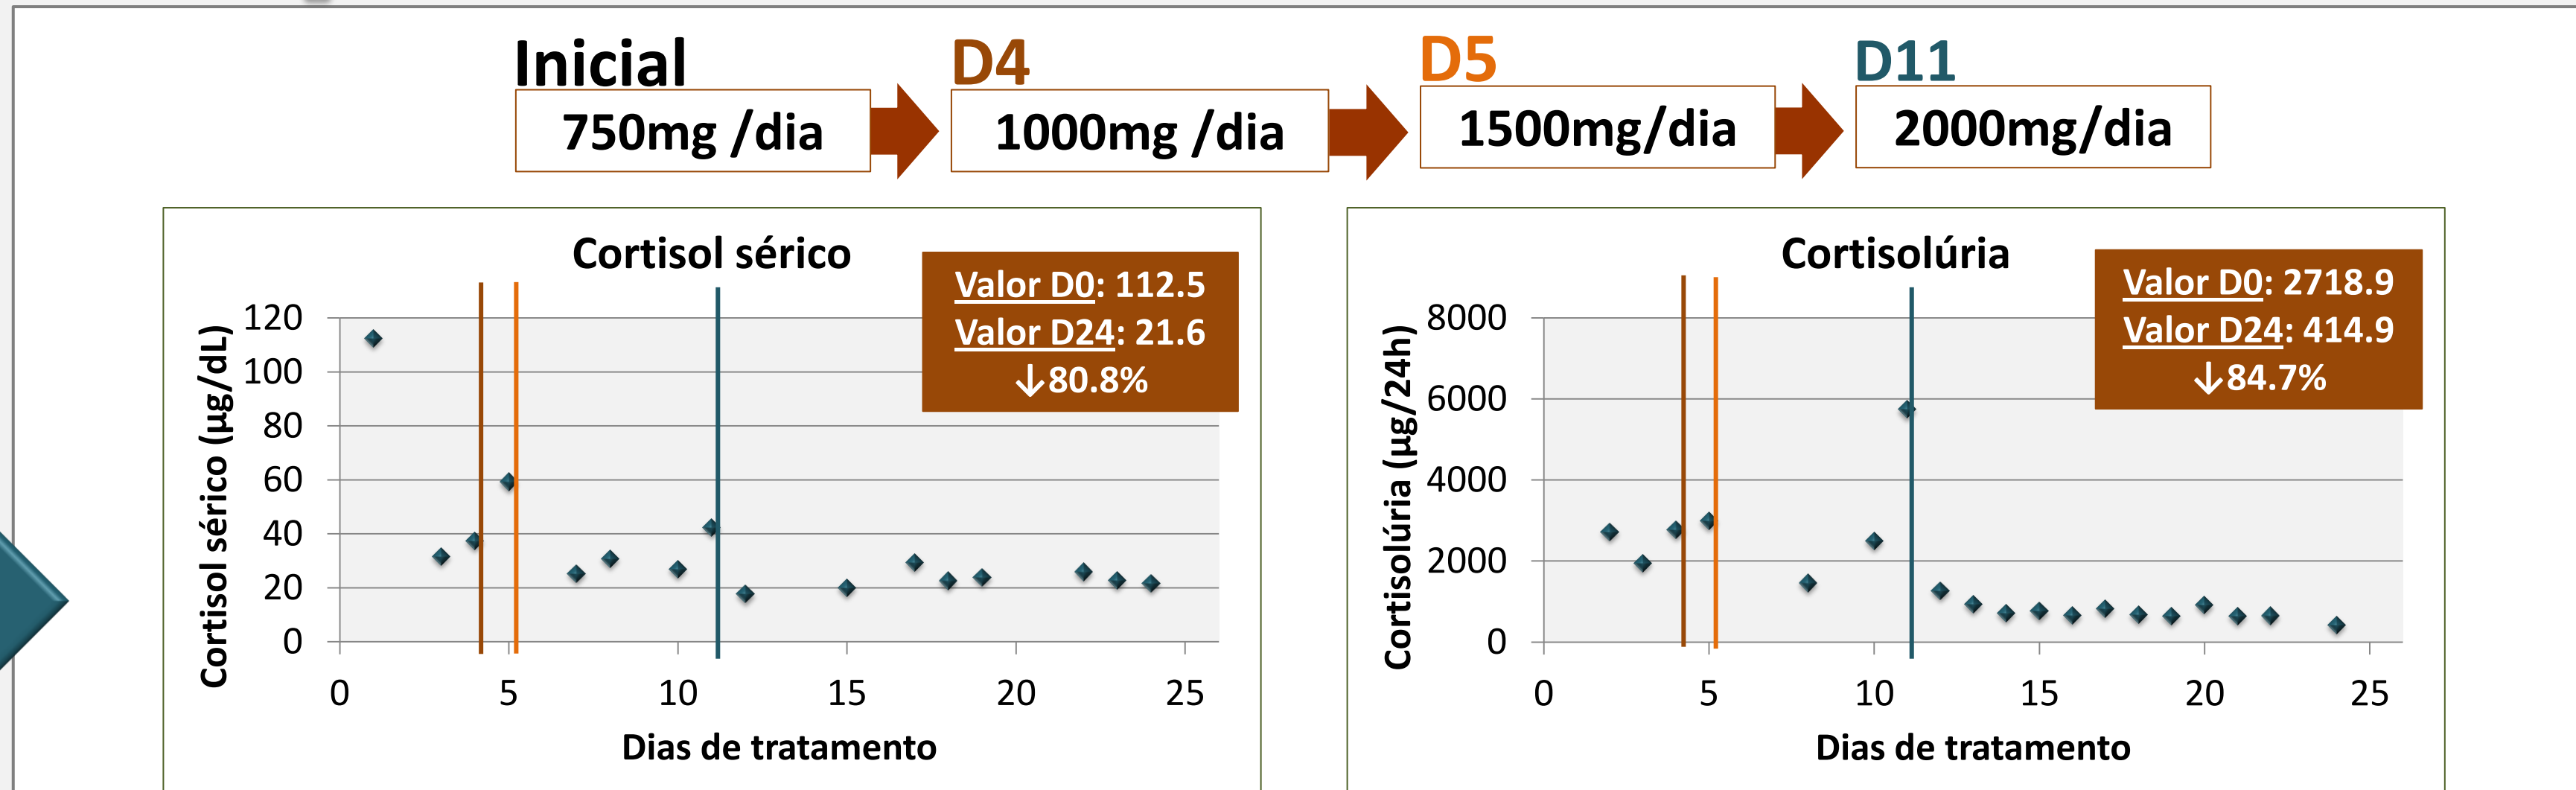 Inicial
750mg /dia
D4
1000mg /dia
D5
1500mg/dia
D11
2000mg/dia
Cortisol sérico
Valor D0: 112.5
Valor D24: 21.6
↓80.8%
Cortisol sérico (µg/dL)
120
100
80
60
40
20
0
0 5 10 15 20 25
Dias de tratamento
Cortisolúria
Valor D0: 2718.9
Valor D24: 414.9
↓84.7%
Cortisolúria (µg/24h)
8000
6000
4000
2000
0
0 5 10 15 20 25
Dias de tratamento